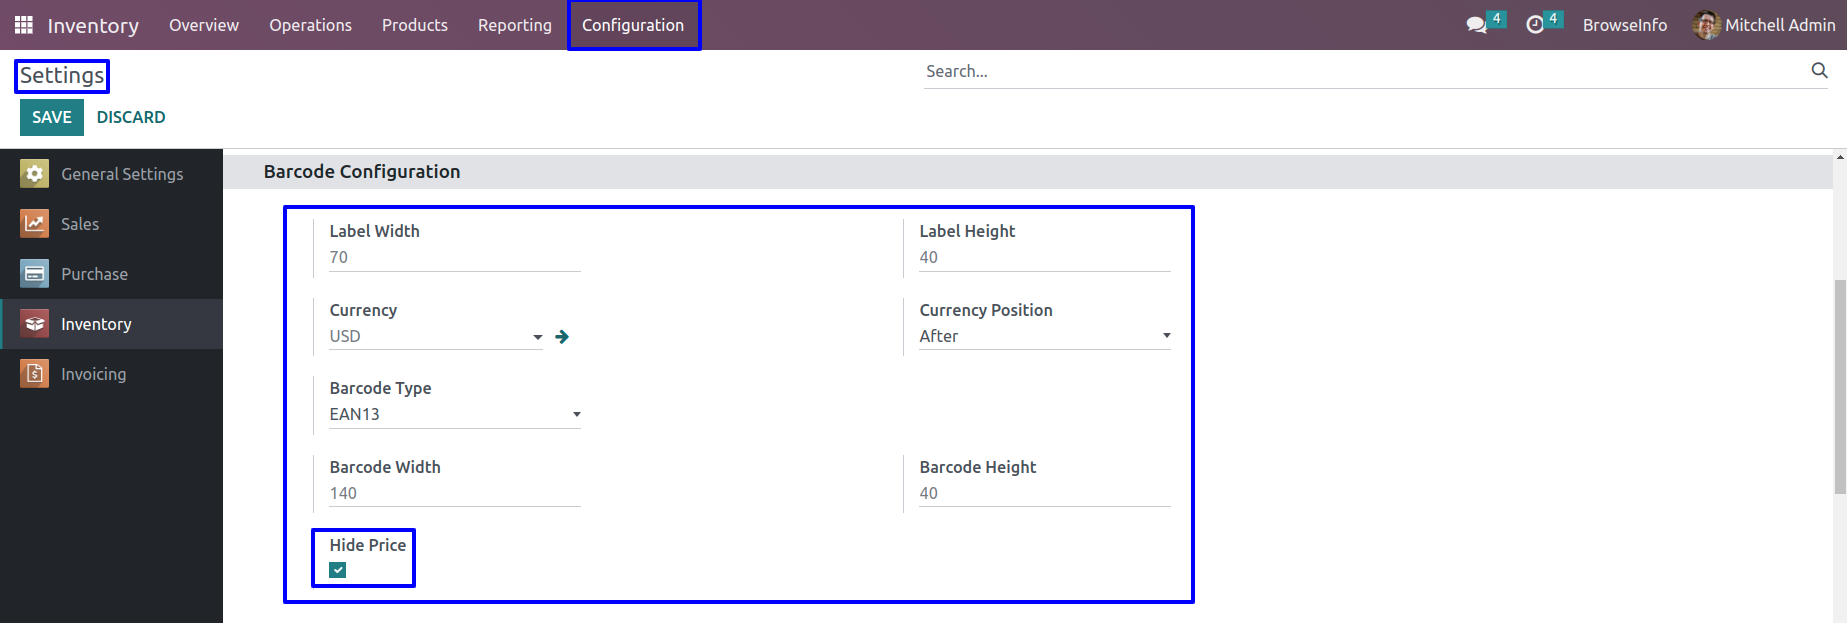 Inventory Overview Operations Products Reporting Configuration 4 4 BrowseInfo Mitchell Admin
Settings Search...
SAVE DISCARD
General Settings
Sales
Purchase
Inventory
Invoicing
Barcode Configuration
Label Width Label Height
70 40
Currency Currency Position
USD After
Barcode Type
EAN13
Barcode Width Barcode Height
140 40
Hide Price